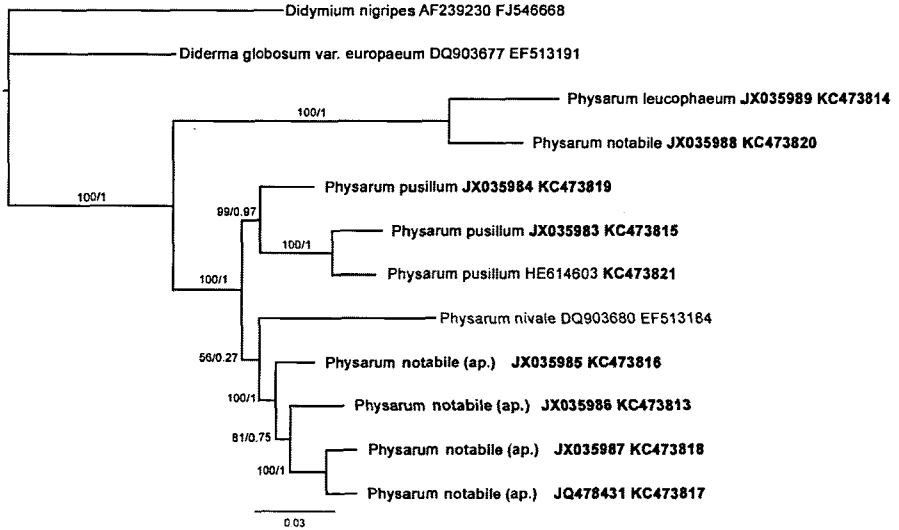 Didymium nigripes AF239230 FJ546668
Diderma globosum var. europaeum DQ903677 EF513191
Physarum leucophaeum JX035989 KC473814
100/1
Physarum notabile JX035988 KC473820
Physarum pusillum JX035984 KC473819
100/1
99/0.97
Physarum pusillum JX035983 KC473815
100/1
Physarum pusillum HE614603 KC473821
100/1
Physarum nivale DQ903680 EF513184
56/0.27
Physarum notabile (ap.) JX035985 KC473816
100/1
Physarum notabile (ap.) JX035986 KC473813
81/0.75
Physarum notabile (ap.) JX035987 KC473818
100/1
Physarum notabile (ap.) JQ478431 KC473817
0.03